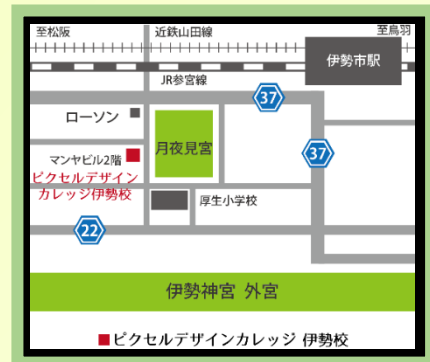 至松阪
近鉄山田線
至鳥羽
伊勢市駅
JR参宮線
37
ローソン
月夜見宮
37
マンヤビル2階
ピクセルデザイン
カレッジ伊勢校
厚生小学校
22
伊勢神宮 外宮
ピクセルデザインカレッジ 伊勢校